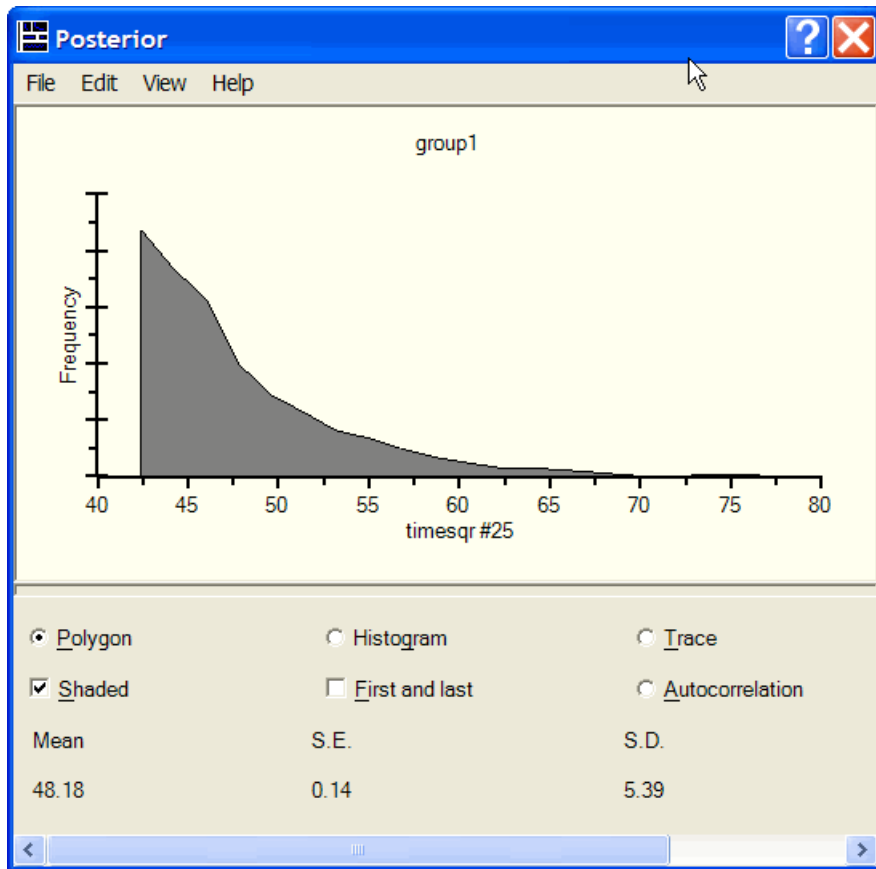 Posterior
File Edit View Help
group1
Frequency
40 45 50 55 60 65 70 75 80
timesqr #25
Polygon Histogram Trace
Shaded First and last Autocorrelation
Mean S.E. S.D.
48.18 0.14 5.39